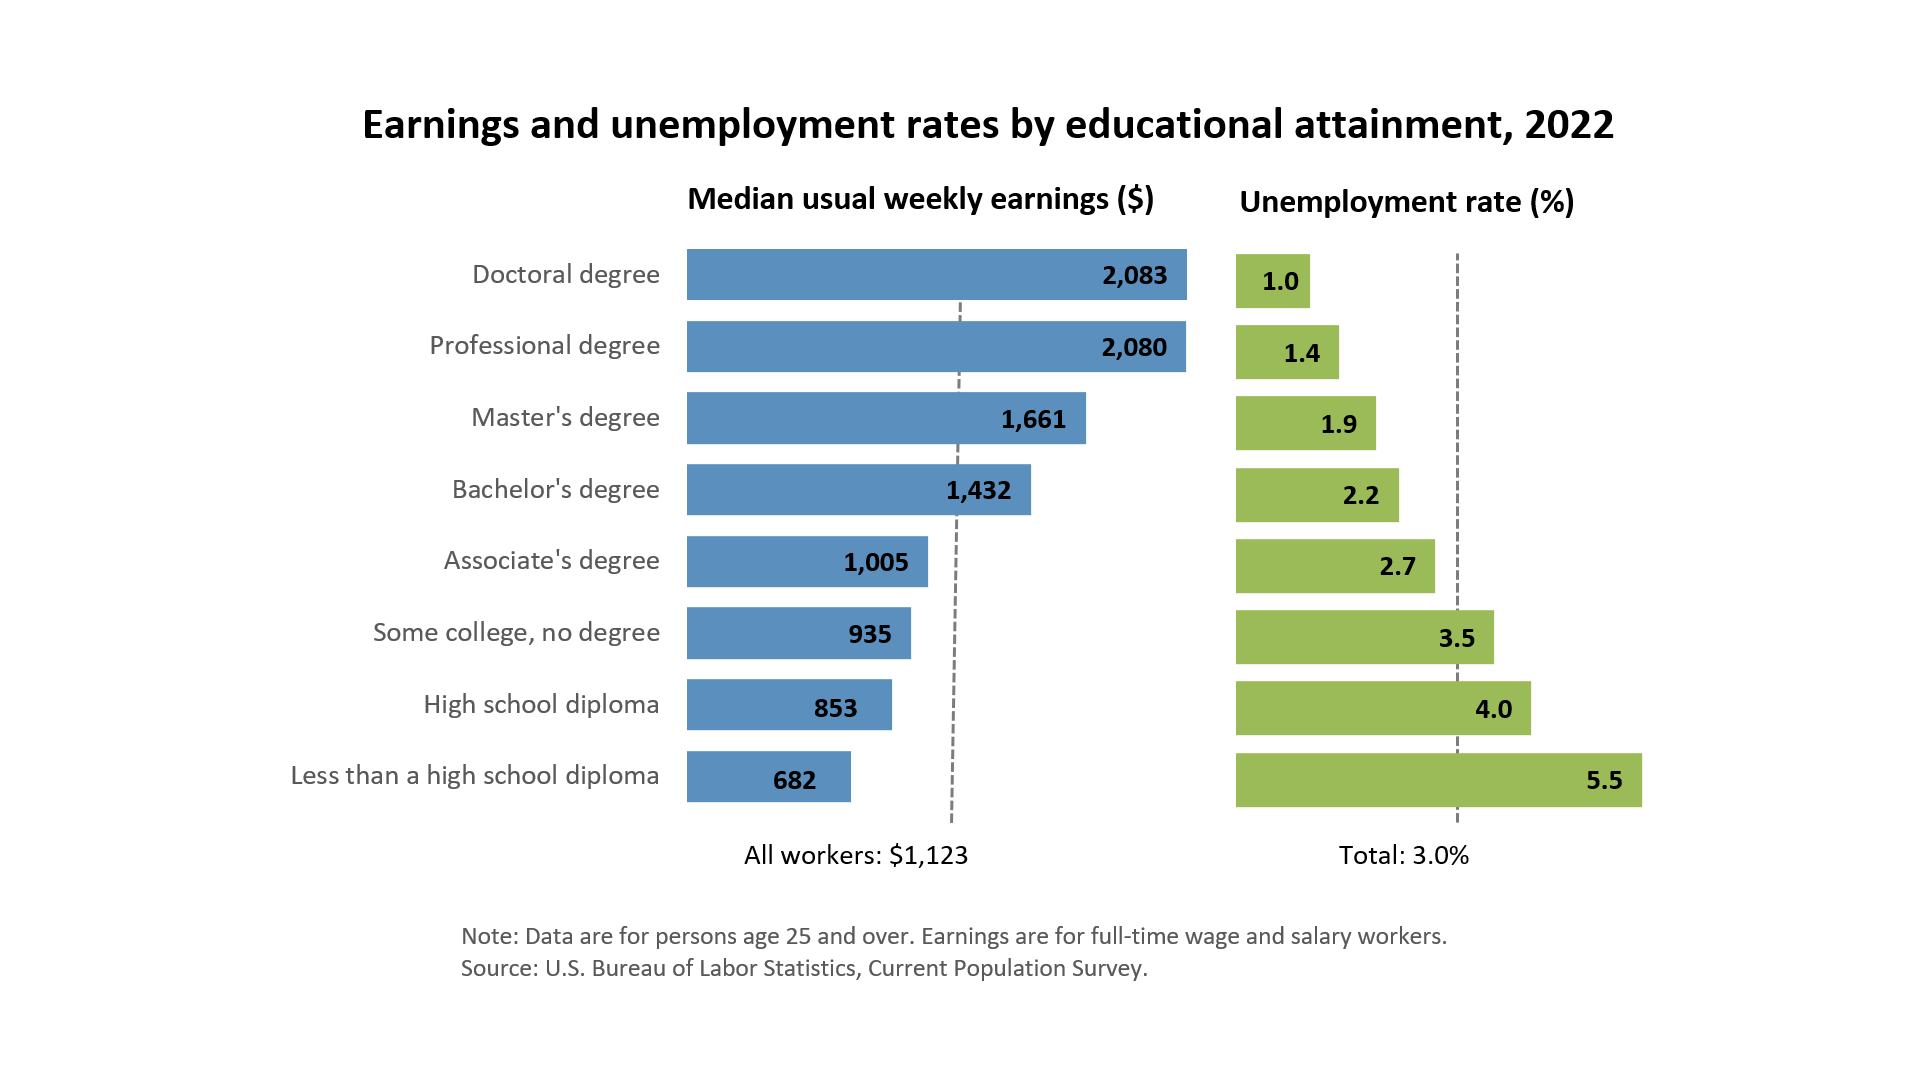 Earnings and unemployment rates by educational attainment, 2022
Median usual weekly earnings ($)
Unemployment rate (%)
Doctoral degree 2,083 1.0
Professional degree 2,080 1.4
Master's degree 1,661 1.9
Bachelor's degree 1,432 2.2
Associate's degree 1,005 2.7
Some college, no degree 935 3.5
High school diploma 853 4.0
Less than a high school diploma 682 5.5
All workers: $1,123
Total: 3.0%
Note: Data are for persons age 25 and over. Earnings are for full-time wage and salary workers.
Source: U.S. Bureau of Labor Statistics, Current Population Survey.